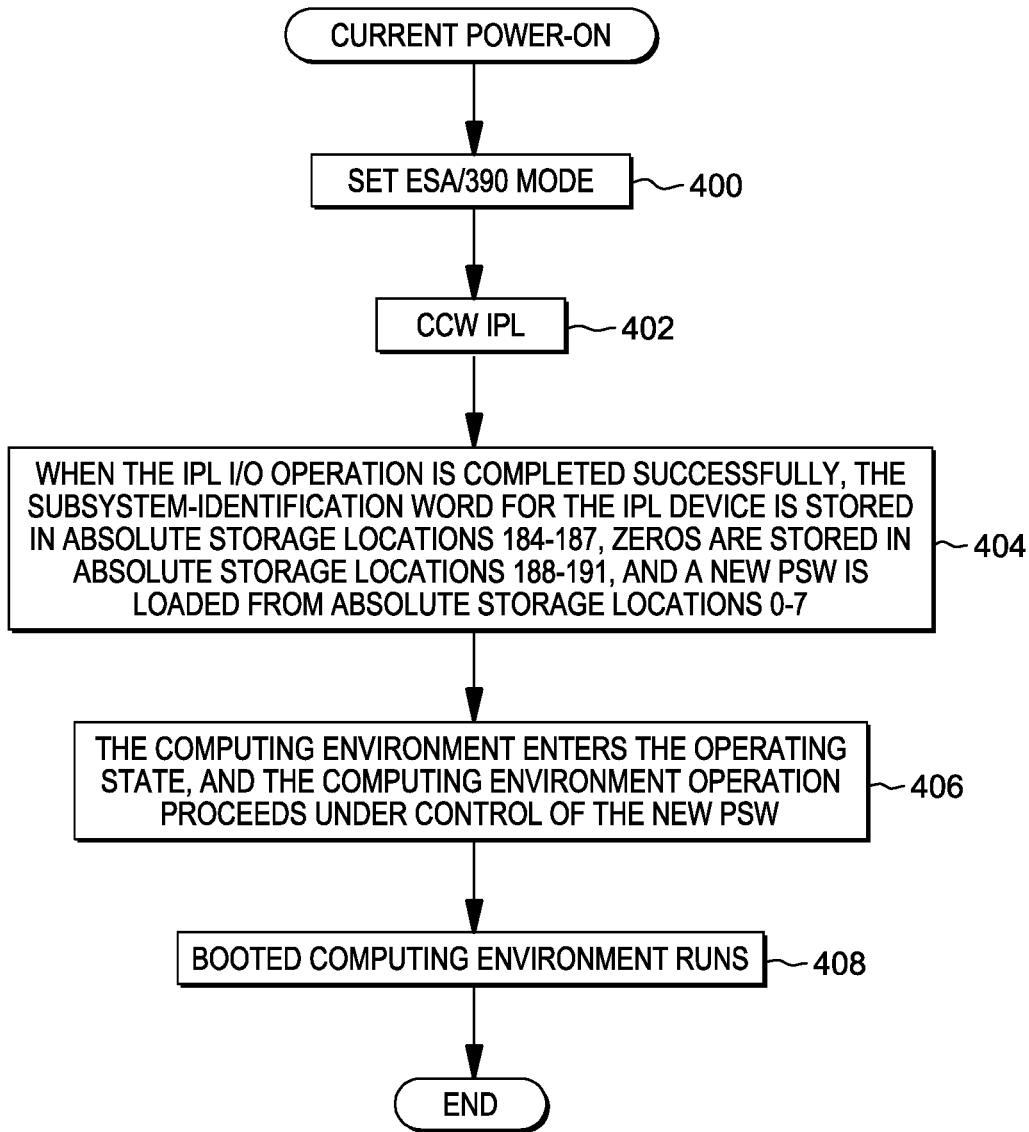 CURRENT POWER-ON
SET ESA/390 MODE
400
CCW IPL
402
WHEN THE IPL I/O OPERATION IS COMPLETED SUCCESSFULLY, THE
SUBSYSTEM-IDENTIFICATION WORD FOR THE IPL DEVICE IS STORED
IN ABSOLUTE STORAGE LOCATIONS 184-187, ZEROS ARE STORED IN
ABSOLUTE STORAGE LOCATIONS 188-191, AND A NEW PSW IS
LOADED FROM ABSOLUTE STORAGE LOCATIONS 0-7
404
THE COMPUTING ENVIRONMENT ENTERS THE OPERATING
STATE, AND THE COMPUTING ENVIRONMENT OPERATION
PROCEEDS UNDER CONTROL OF THE NEW PSW
406
BOOTED COMPUTING ENVIRONMENT RUNS
408
END